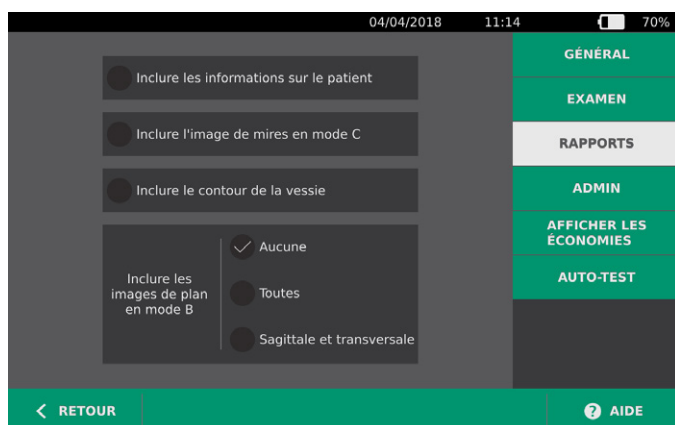 04/04/2018 11:14 70%
Inclure les informations sur le patient
Inclure l'image de mires en mode C
Inclure le contour de la vessie
Inclure les
images de plan
en mode B
Aucune
Toutes
Sagittale et transversale
GÉNÉRAL
EXAMEN
RAPPORTS
ADMIN
AFFICHER LES
ÉCONOMIES
AUTO-TEST
RETOUR
? AIDE